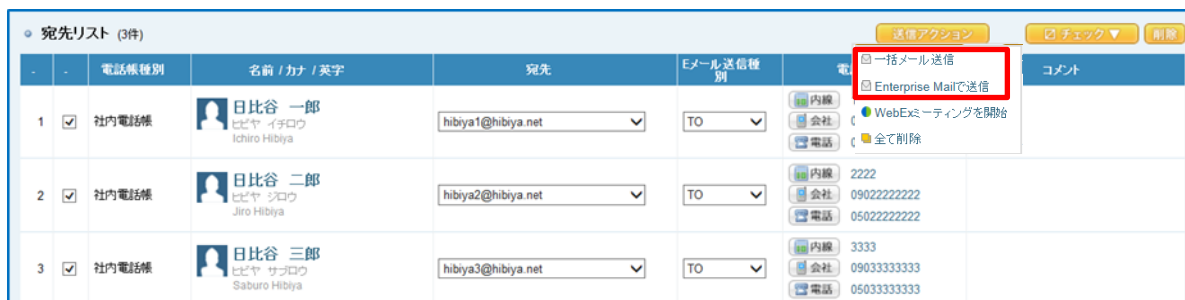 宛先リスト (3件)
送信アクション
チェック▼
削除
- - 電話帳種別 名前 / カナ / 英字 宛先 Eメール送信種別 電 コメント
一括メール送信
Enterprise Mailで送信
WebExミーティングを開始
全て削除
1 社内電話帳
日比谷 一郎
ヒビヤ イチロウ
Ichiro Hibiya
hibiya1@hibiya.net
TO
内線
会社 0
電話 0
2 社内電話帳
日比谷 二郎
ヒビヤ ジロウ
Jiro Hibiya
hibiya2@hibiya.net
TO
内線 2222
会社 09022222222
電話 05022222222
3 社内電話帳
日比谷 三郎
ヒビヤ サブロウ
Saburo Hibiya
hibiya3@hibiya.net
TO
内線 3333
会社 09033333333
電話 05033333333